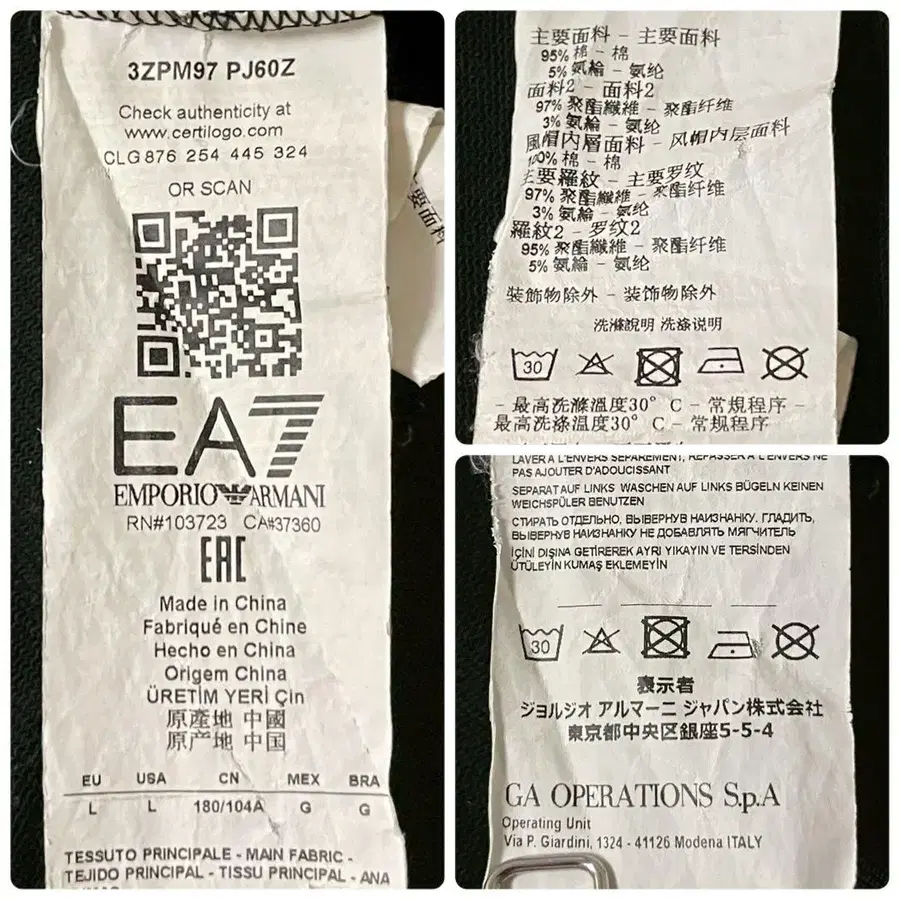 3ZPM97 PJ60Z
Check authenticity at
www.certilogo.com
CLG 876 254 445 324
OR SCAN
EA7
EMPORIO ARMANI
RN#103723 CA#37360
EAC
Made in China
Fabriqué en Chine
Hecho en China
Origem China
ÜRETİM YERİ Çin
原產地 中國
原产地 中国
EU USA CN MEX BRA
L L 180/104A G G
TESSUTO PRINCIPALE - MAIN FABRIC -
TEJIDO PRINCIPAL - TISSU PRINCIPAL - ANA
要面料
主要面料 - 主要面料
95% 棉 - 棉
5% 氨綸 - 氨纶
面料2 - 面料2
97% 聚酯纖維 - 聚酯纤维
3% 氨綸 - 氨纶
風帽内層面料 - 风帽内层面料
100% 棉 - 棉
主要羅紋 - 主要罗纹
97% 聚酯纖維 - 聚酯纤维
3% 氨綸 - 氨纶
羅紋2 - 罗纹2
95% 聚酯纖維 - 聚酯纤维
5% 氨綸 - 氨纶
装飾物除外 - 装饰物除外
洗滌說明 洗涤说明
30
- 最高洗滌溫度30° C - 常規程序 -
最高洗涤温度30° C - 常规程序
LAVER A L'ENVERS SEPAREMENT, REPASSER A L'ENVERS NE
PAS AJOUTER D'ADOUCISSANT
SEPARAT AUF LINKS WASCHEN AUF LINKS BÜGELN KEINEN
WEICHSPÜLER BENUTZEN
СТИРАТЬ ОТДЕЛЬНО, ВЫВЕРНУВ НАИЗНАНКУ. ГЛАДИТЬ,
ВЫВЕРНУВ НАИЗНАНКУ НЕ ДОБАВЛЯТЬ МЯГЧИТЕЛЬ
İÇİNİ DIŞINA GETİREREK AYRI YIKAYIN VE TERSİNDEN
ÜTÜLEYİN KUMAŞ EKLEMEYİN
30
表示者
ジョルジオ アルマーニ ジャパン株式会社
東京都中央区銀座5-5-4
GA OPERATIONS S.p.A
Operating Unit
Via P. Giardini, 1324 - 41126 Modena ITALY